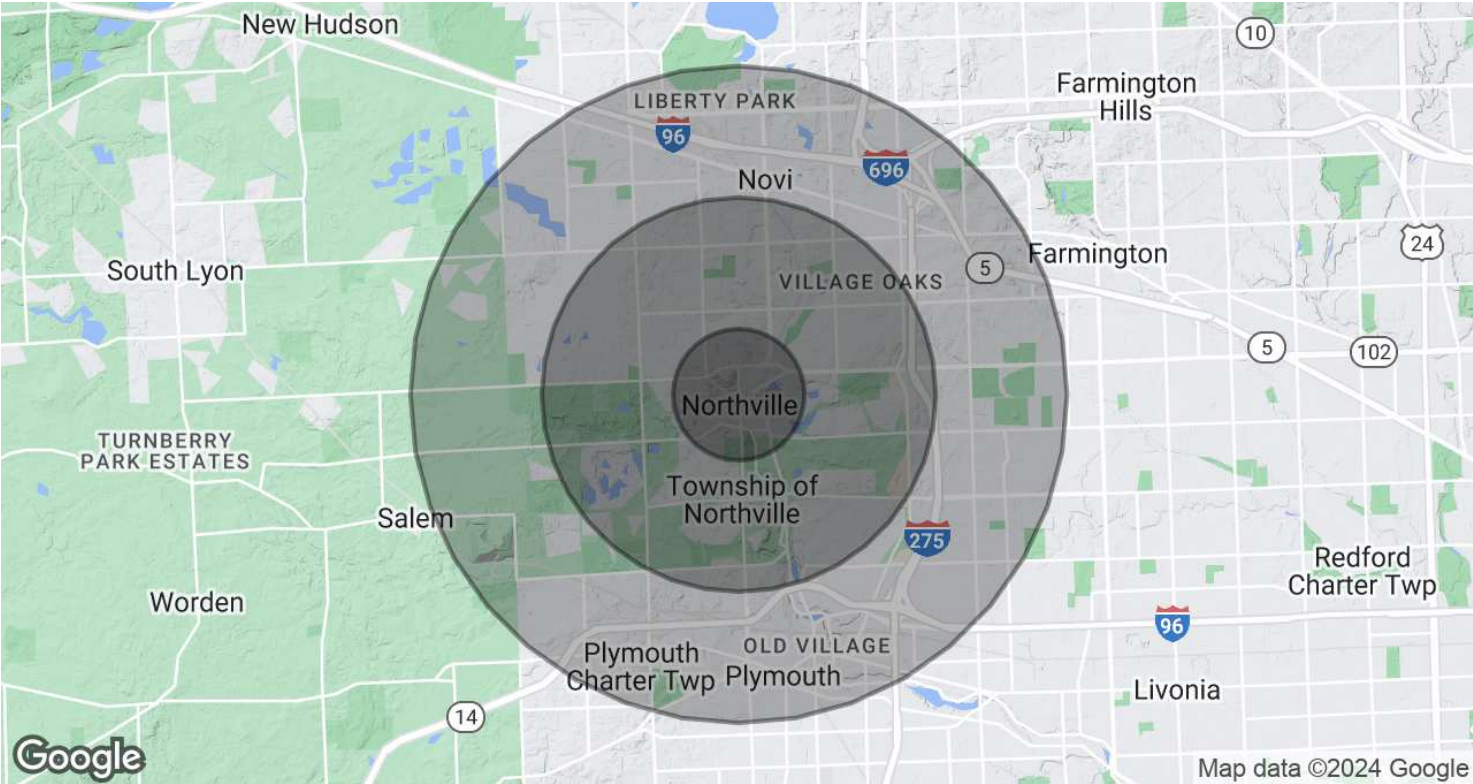 New Hudson
10
Farmington
Hills
LIBERTY PARK
96
696
Novi
24
South Lyon
Farmington
5
VILLAGE OAKS
5
102
Northville
TURNBERRY
PARK ESTATES
Township of
Northville
Salem
275
Redford
Charter Twp
Worden
96
OLD VILLAGE
Plymouth
Charter Twp
Plymouth
Livonia
14
Google
Map data ©2024 Google